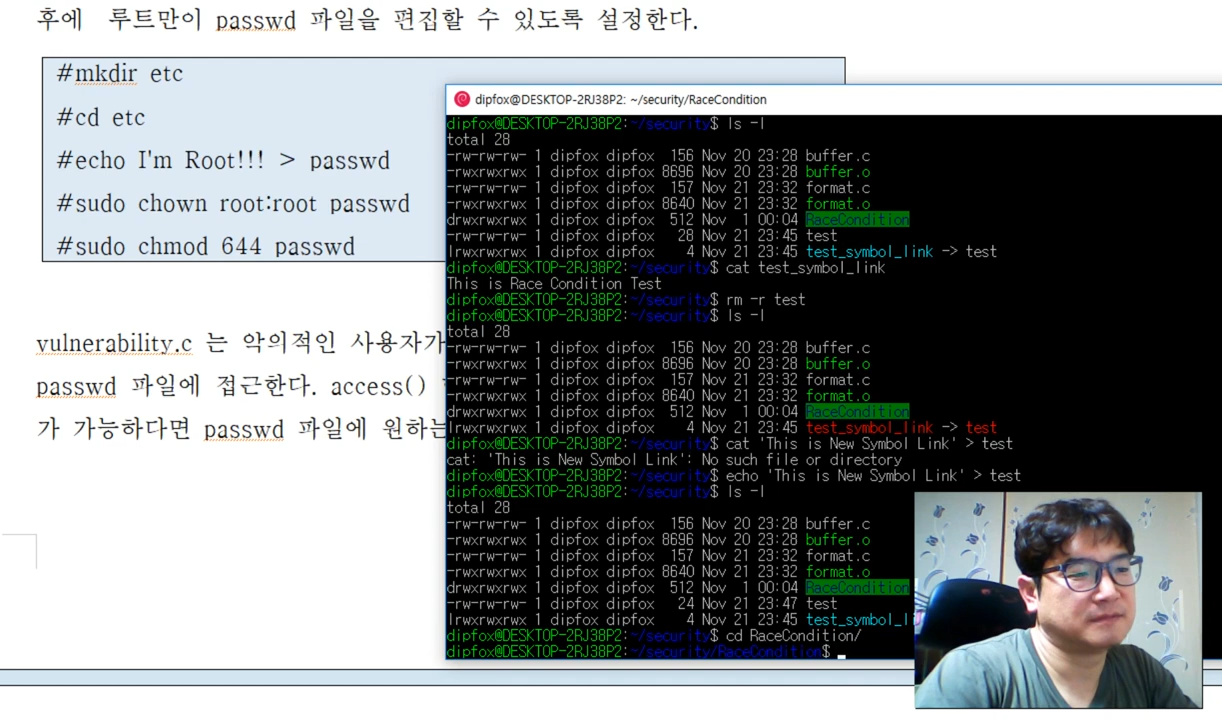 후에 루트만이 passwd 파일을 편집할 수 있도록 설정한다.
#mkdir etc
#cd etc
#echo I'm Root!!! > passwd
#sudo chown root:root passwd
#sudo chmod 644 passwd
vulnerability.c 는 악의적인 사용자가
passwd 파일에 접근한다. access()
가 가능하다면 passwd 파일에 원하는
dipfox@DESKTOP-2RJ38P2: ~/security/RaceCondition
dipfox@DESKTOP-2RJ38P2:~/security$ ls -l
total 28
-rw-rw-rw- 1 dipfox dipfox 156 Nov 20 23:28 buffer.c
-rwxrwxrwx 1 dipfox dipfox 8696 Nov 20 23:28 buffer.o
-rw-rw-rw- 1 dipfox dipfox 157 Nov 21 23:32 format.c
-rwxrwxrwx 1 dipfox dipfox 8640 Nov 21 23:32 format.o
drwxrwxrwx 1 dipfox dipfox 512 Nov 1 00:04 RaceCondition
-rw-rw-rw- 1 dipfox dipfox 28 Nov 21 23:45 test
lrwxrwxrwx 1 dipfox dipfox 4 Nov 21 23:45 test_symbol_link -> test
dipfox@DESKTOP-2RJ38P2:~/security$ cat test_symbol_link
This is Race Condition Test
dipfox@DESKTOP-2RJ38P2:~/security$ rm -r test
dipfox@DESKTOP-2RJ38P2:~/security$ ls -l
total 28
-rw-rw-rw- 1 dipfox dipfox 156 Nov 20 23:28 buffer.c
-rwxrwxrwx 1 dipfox dipfox 8696 Nov 20 23:28 buffer.o
-rw-rw-rw- 1 dipfox dipfox 157 Nov 21 23:32 format.c
-rwxrwxrwx 1 dipfox dipfox 8640 Nov 21 23:32 format.o
drwxrwxrwx 1 dipfox dipfox 512 Nov 1 00:04 RaceCondition
lrwxrwxrwx 1 dipfox dipfox 4 Nov 21 23:45 test_symbol_link -> test
dipfox@DESKTOP-2RJ38P2:~/security$ cat 'This is New Symbol Link' > test
cat: 'This is New Symbol Link': No such file or directory
dipfox@DESKTOP-2RJ38P2:~/security$ echo 'This is New Symbol Link' > test
dipfox@DESKTOP-2RJ38P2:~/security$ ls -l
total 28
-rw-rw-rw- 1 dipfox dipfox 156 Nov 20 23:28 buffer.c
-rwxrwxrwx 1 dipfox dipfox 8696 Nov 20 23:28 buffer.o
-rw-rw-rw- 1 dipfox dipfox 157 Nov 21 23:32 format.c
-rwxrwxrwx 1 dipfox dipfox 8640 Nov 21 23:32 format.o
drwxrwxrwx 1 dipfox dipfox 512 Nov 1 00:04 RaceCondition
-rw-rw-rw- 1 dipfox dipfox 24 Nov 21 23:47 test
lrwxrwxrwx 1 dipfox dipfox 4 Nov 21 23:45 test_symbol_l
dipfox@DESKTOP-2RJ38P2:~/security$ cd RaceCondition/
dipfox@DESKTOP-2RJ38P2:~/security/RaceCondition$